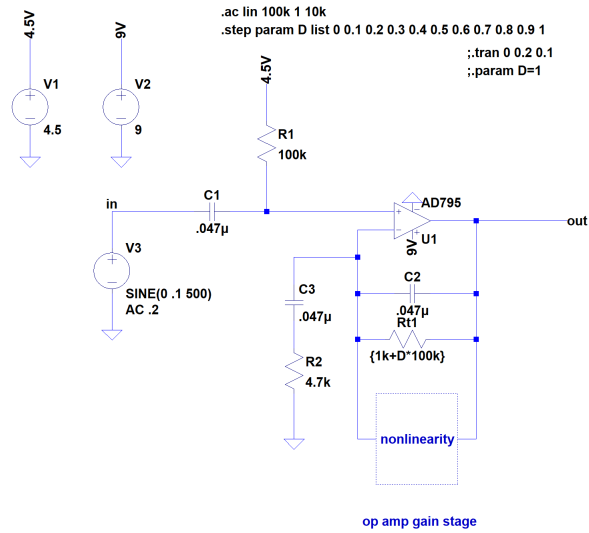 .ac lin 100k 1 10k
.step param D list 0 0.1 0.2 0.3 0.4 0.5 0.6 0.7 0.8 0.9 1
;.tran 0 0.2 0.1
;.param D=1
4.5V
V1
4.5
9V
V2
9
4.5V
R1
100k
in
C1
.047µ
V3
SINE(0 .1 500)
AC .2
AD795
U1
9V
out
C3
.047µ
R2
4.7k
C2
.047µ
Rt1
{1k+D*100k}
nonlinearity
op amp gain stage